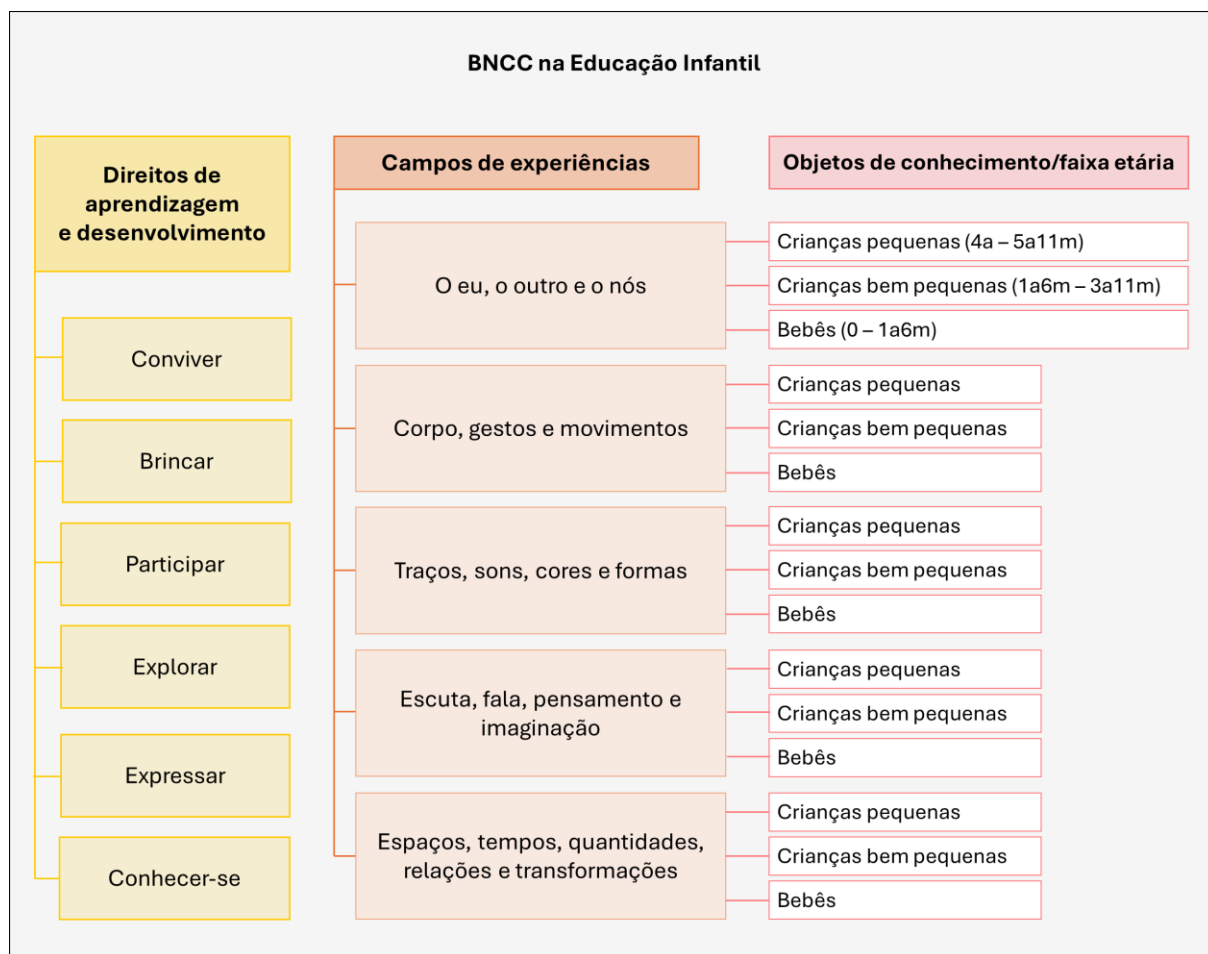 BNCC na Educação Infantil
Direitos de
aprendizagem
e desenvolvimento
Conviver
Brincar
Participar
Explorar
Expressar
Conhecer-se
Campos de experiências
O eu, o outro e o nós
Corpo, gestos e movimentos
Traços, sons, cores e formas
Escuta, fala, pensamento e
imaginação
Espaços, tempos, quantidades,
relações e transformações
Objetos de conhecimento/faixa etária
Crianças pequenas (4a – 5a11m)
Crianças bem pequenas (1a6m – 3a11m)
Bebês (0 – 1a6m)
Crianças pequenas
Crianças bem pequenas
Bebês
Crianças pequenas
Crianças bem pequenas
Bebês
Crianças pequenas
Crianças bem pequenas
Bebês
Crianças pequenas
Crianças bem pequenas
Bebês